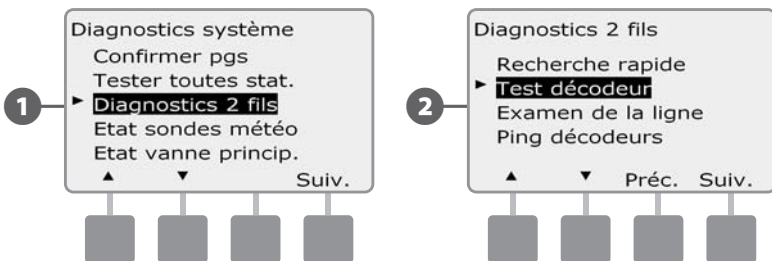 Diagnostics système
Confirmer pgs
Tester toutes stat.
► Diagnostics 2 fils
Etat sondes météo
Etat vanne princip.
▲ ▼ Suiv.
1
Diagnostics 2 fils
Recherche rapide
► Test décodeur
Examen de la ligne
Ping décodeurs
▲ ▼ Préc. Suiv.
2